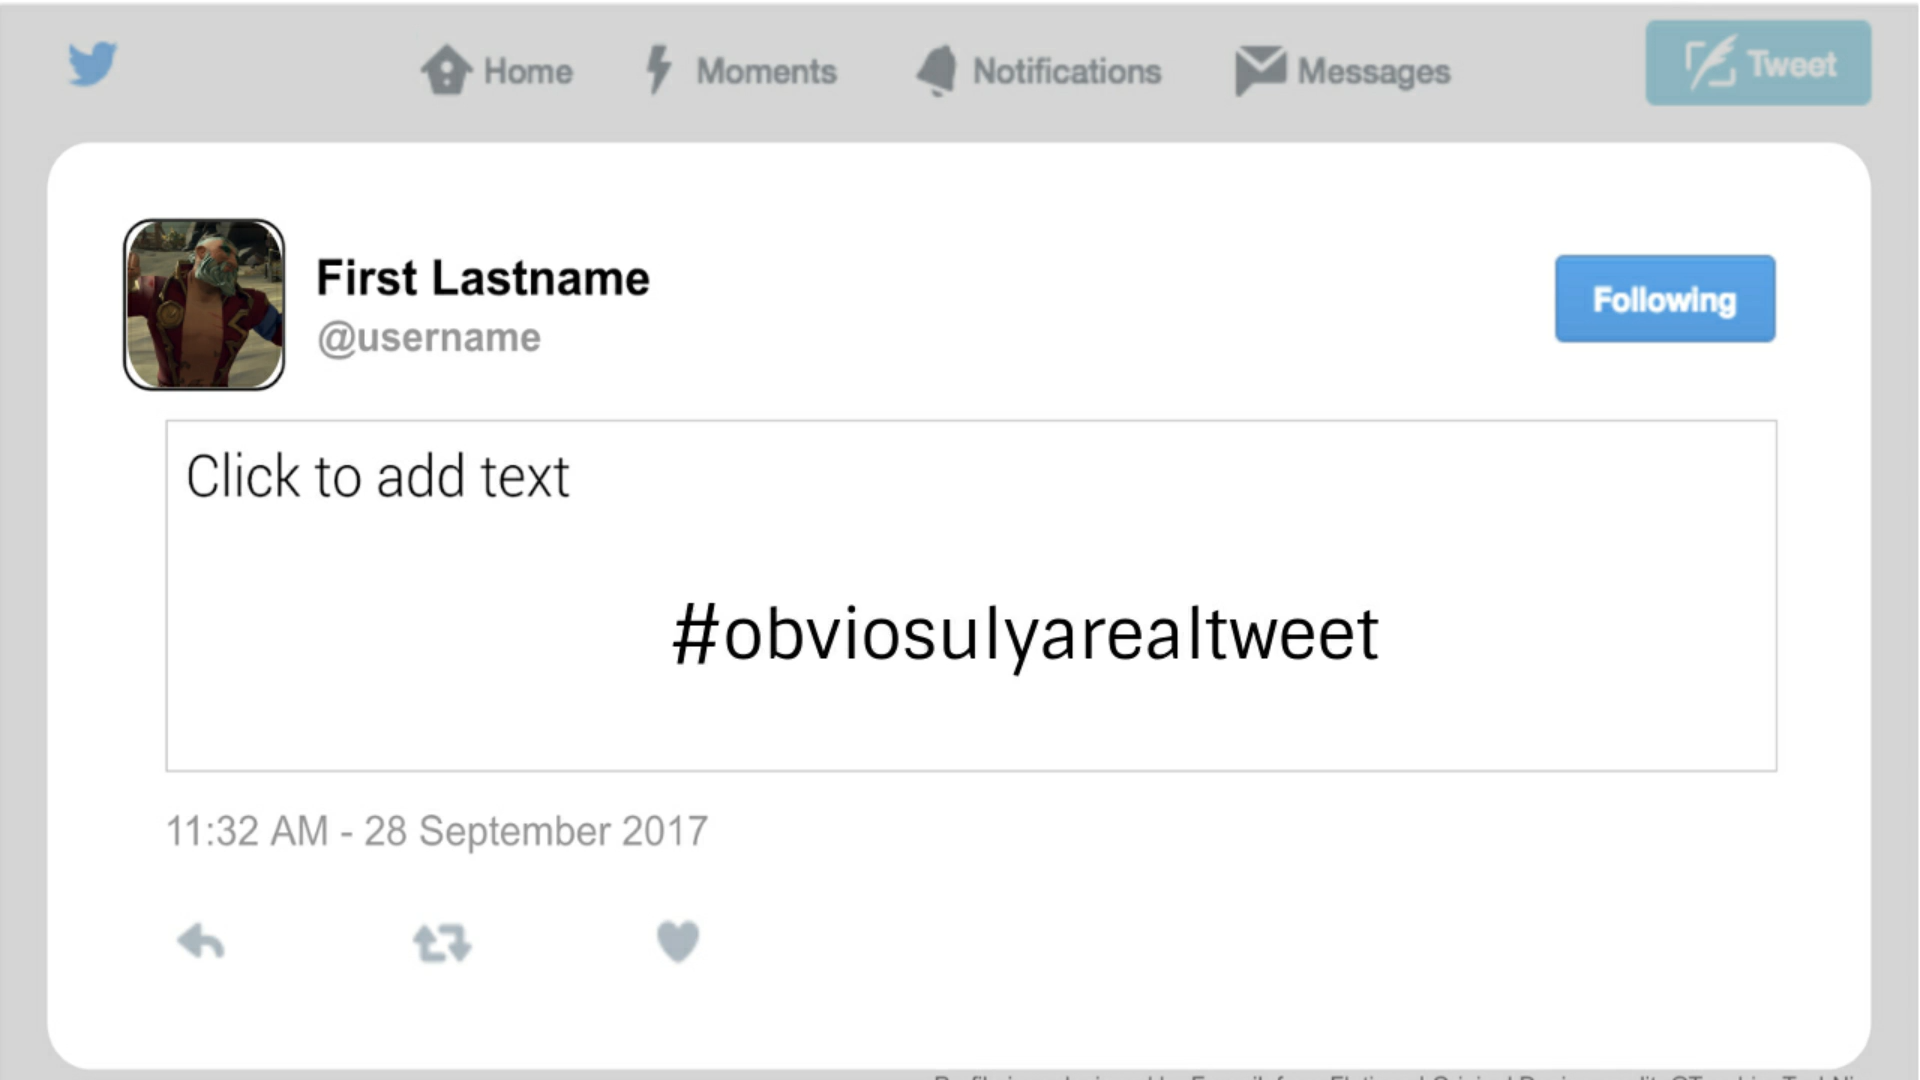 Home Moments Notifications Messages Tweet
First Lastname
@username
Following
Click to add text
#obviosulyarealtweet
11:32 AM - 28 September 2017